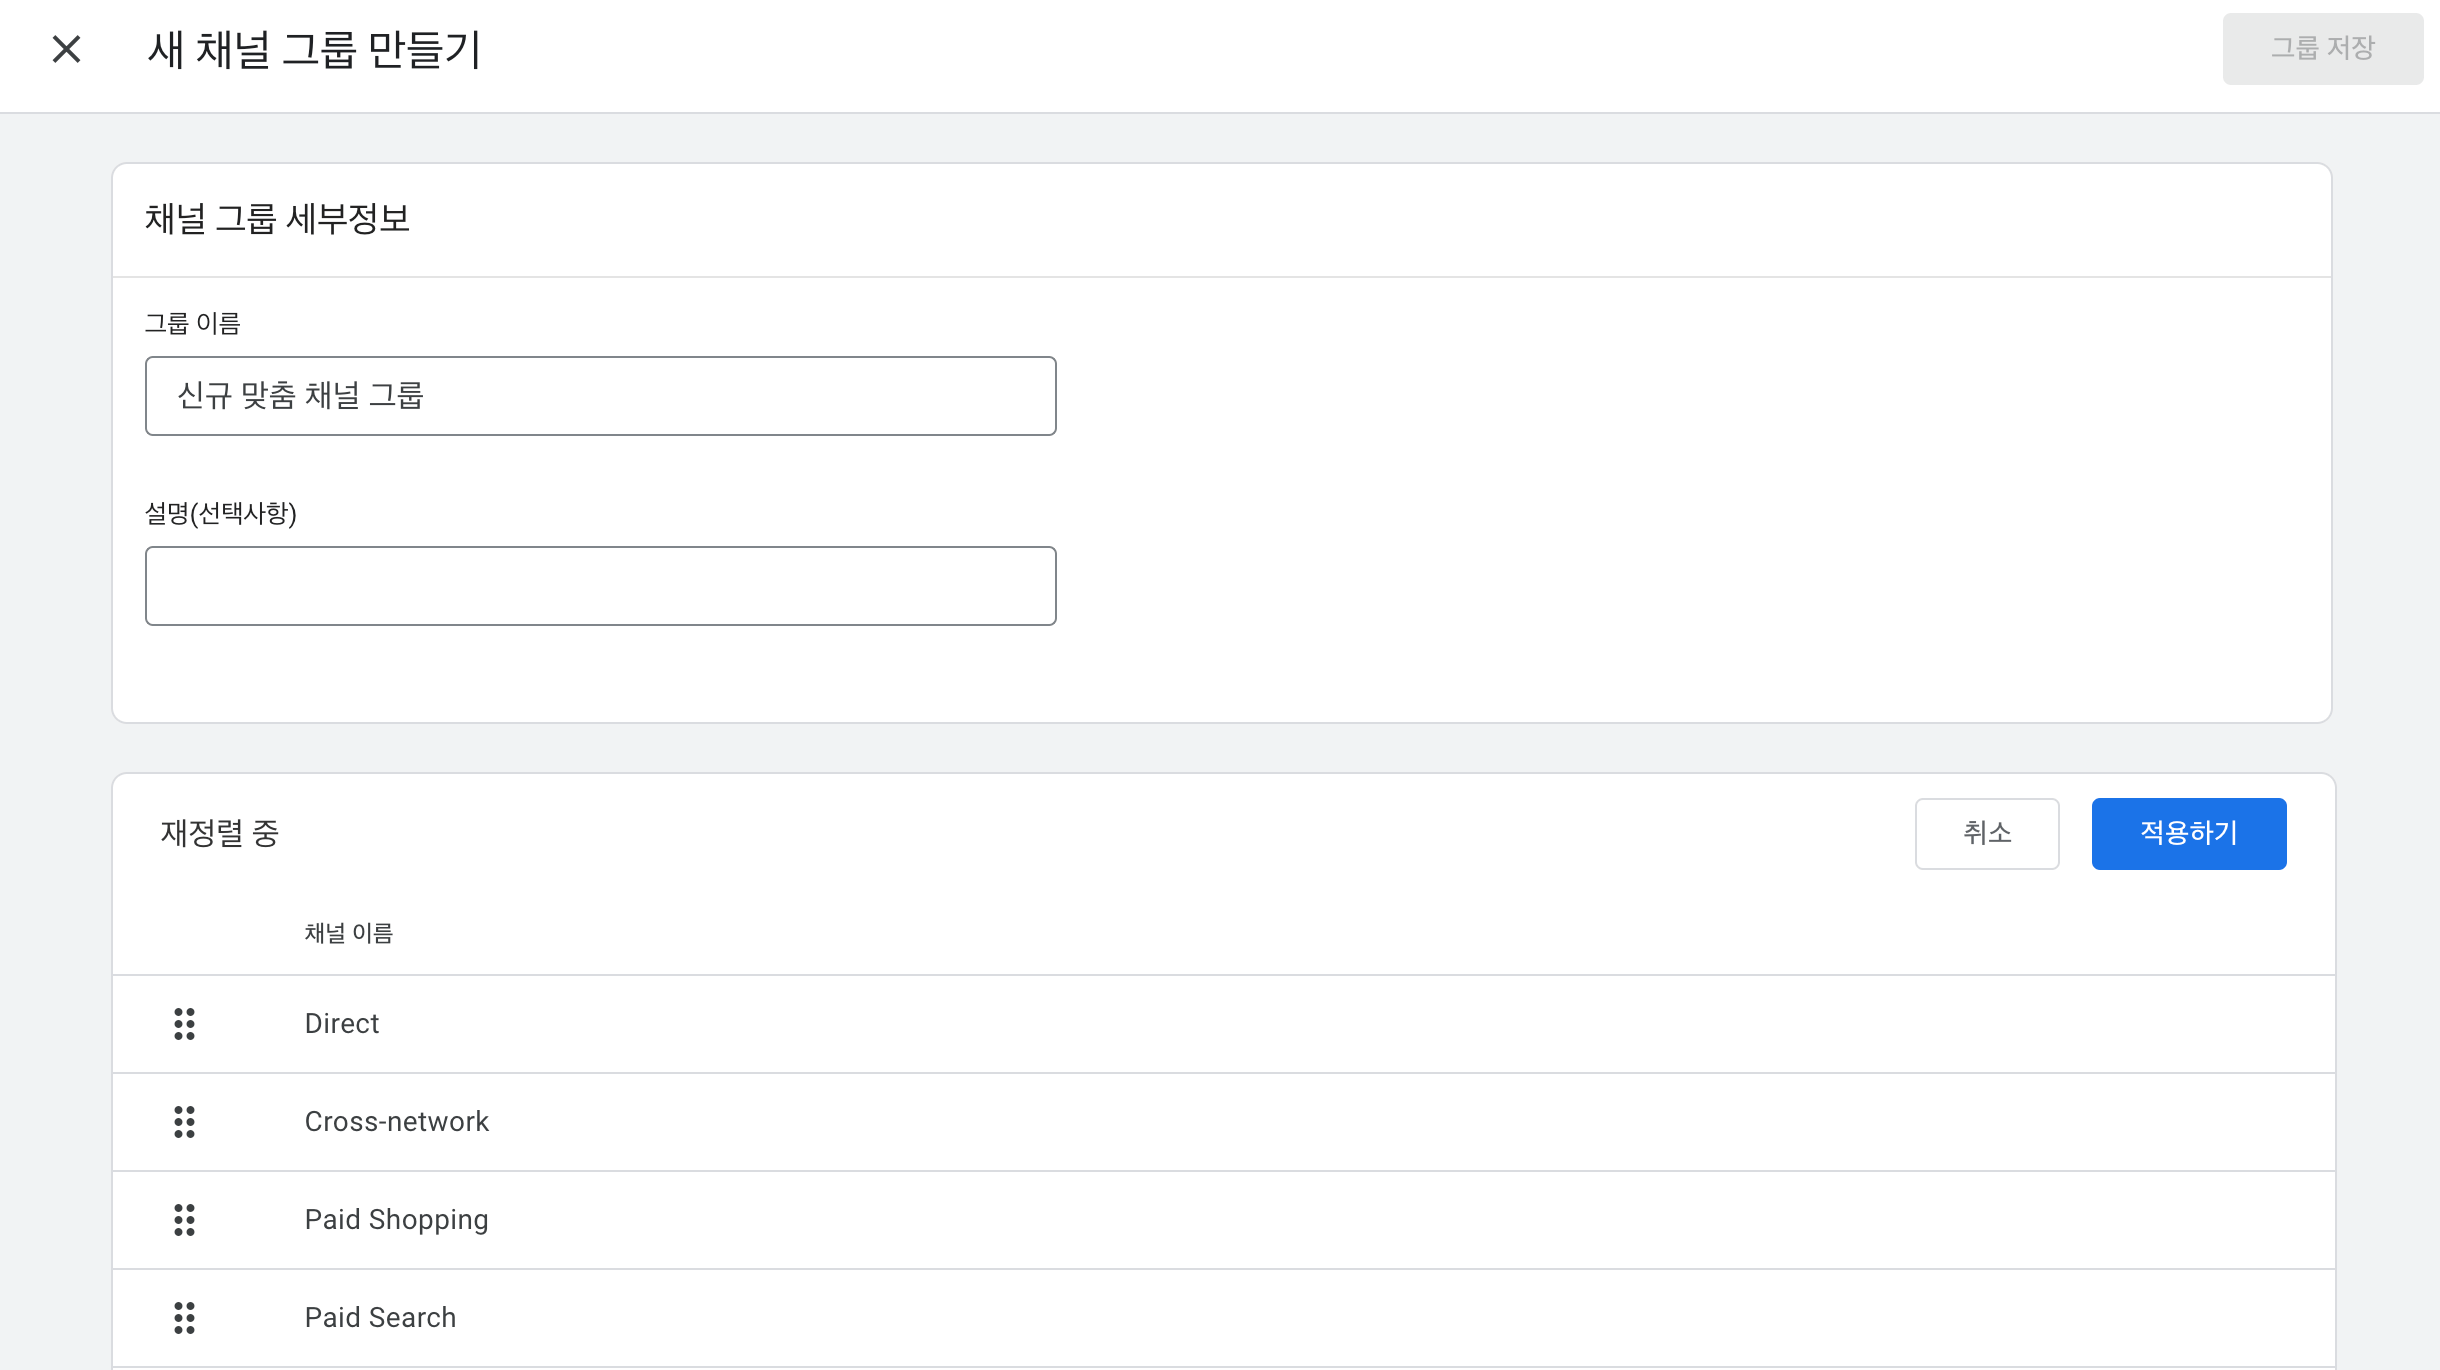 새 채널 그룹 만들기
그룹 저장
채널 그룹 세부정보
그룹 이름
신규 맞춤 채널 그룹
설명(선택사항)
재정렬 중
취소
적용하기
채널 이름
Direct
Cross-network
Paid Shopping
Paid Search